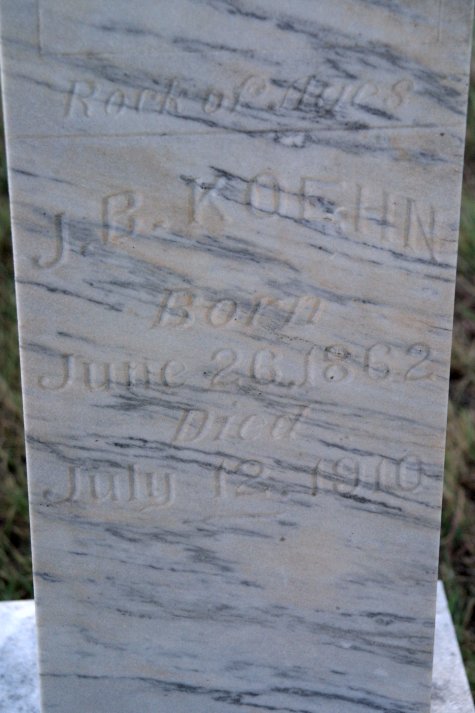 Rock of Ages
J. B. KOEHN
Born
June 26, 1862
Died
July 12, 1910